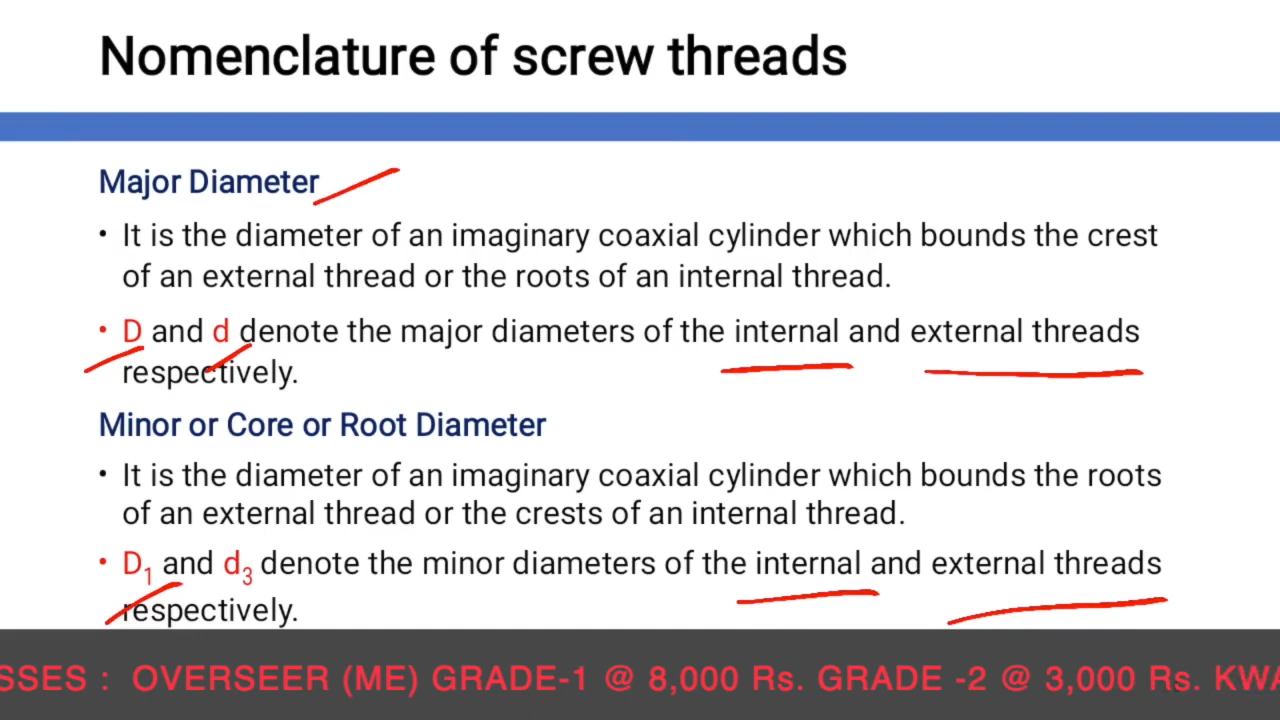 Nomenclature of screw threads
Major Diameter
• It is the diameter of an imaginary coaxial cylinder which bounds the crest
of an external thread or the roots of an internal thread.
• D and d denote the major diameters of the internal and external threads
respectively.
Minor or Core or Root Diameter
• It is the diameter of an imaginary coaxial cylinder which bounds the roots
of an external thread or the crests of an internal thread.
• D₁ and d₃ denote the minor diameters of the internal and external threads
respectively.
SSES : OVERSEER (ME) GRADE-1 @ 8,000 Rs. GRADE -2 @ 3,000 Rs. KWA